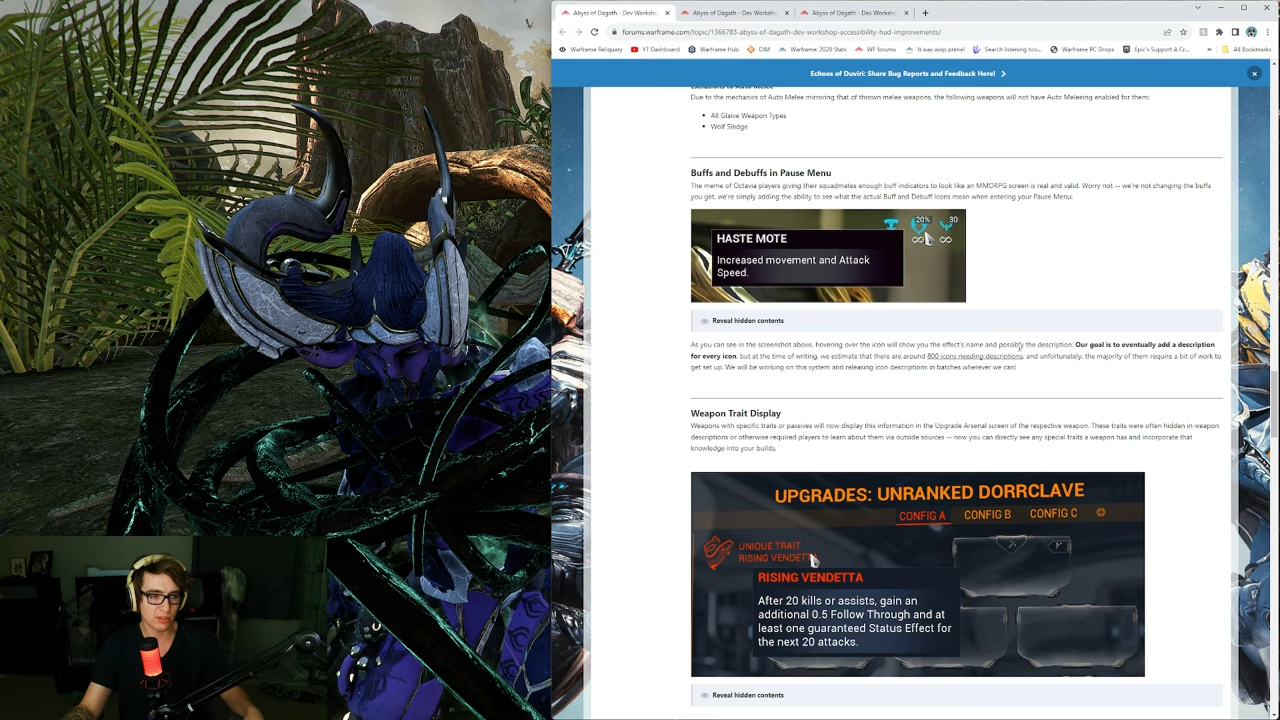 Abyss of Dagath - Dev Worksho
Abyss of Dagath - Dev Worksho
Abyss of Dagath - Dev Worksho
forums.warframe.com/topic/1366783-abyss-of-dagath-dev-workshop-accessibility-hud-improvements/
Warframe Reliquary
YT Dashboard
Warframe Hub
DIM
Warframe: 2020 Stats
WF forums
It was wisp prime!
Search listening too...
Warframe PC Drops
Epic's Support A Cr...
All Bookmarks
Echoes of Duviri: Share Bug Reports and Feedback Here!
Exclusions to Auto Melee
Due to the mechanics of Auto Melee mirroring that of thrown melee weapons, the following weapons will not have Auto Meleeing enabled for them:
All Glaive Weapon Types
Wolf Sledge
Buffs and Debuffs in Pause Menu
The meme of Octavia players giving their squadmates enough buff indicators to look like an MMORPG screen is real and valid. Worry not -- we're not changing the buffs
you get, we're simply adding the ability to see what the actual Buff and Debuff Icons mean when entering your Pause Menu:
20%
30
∞
∞
HASTE MOTE
Increased movement and Attack
Speed.
Reveal hidden contents
As you can see in the screenshot above, hovering over the icon will show you the effect's name and possibly the description. Our goal is to eventually add a description
for every icon, but at the time of writing, we estimate that there are around 800 icons needing descriptions, and unfortunately, the majority of them require a bit of work to
get set up. We will be working on this system and releasing icon descriptions in batches wherever we can!
Weapon Trait Display
Weapons with specific traits or passives will now display this information in the Upgrade Arsenal screen of the respective weapon. These traits were often hidden in weapon
descriptions or otherwise required players to learn about them via outside sources -- now you can directly see any special traits a weapon has and incorporate that
knowledge into your builds.
UPGRADES: UNRANKED DORRCLAVE
CONFIG A
CONFIG B
CONFIG C
UNIQUE TRAIT
RISING VENDETTA
RISING VENDETTA
After 20 kills or assists, gain an
additional 0.5 Follow Through and at
least one guaranteed Status Effect for
the next 20 attacks.
Reveal hidden contents